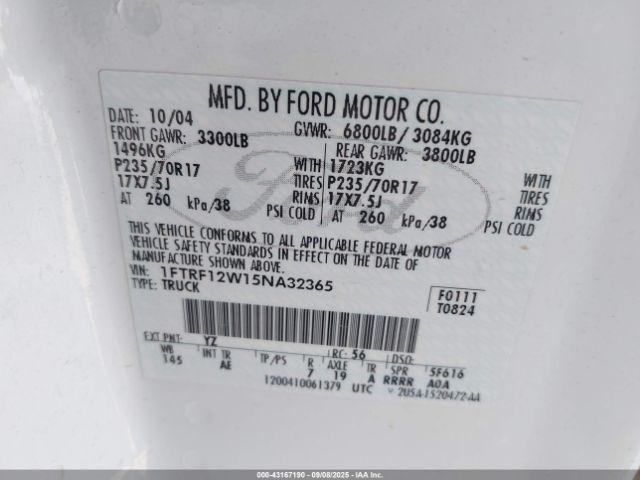 MFD. BY FORD MOTOR CO.
DATE: 10/04 GVWR: 6800LB/ 3084KG
FRONT GAWR: 3300LB REAR GAWR: 3800LB
1496KG WITH 1723KG WITH
P235/70R17 TIRES P235/70R17 TIRES
17X7.5J RIMS 17X7.5J RIMS
AT 260 kPa/38 PSI COLD AT 260 kPa/38 PSI COLD
THIS VEHICLE CONFORMS TO ALL APPLICABLE FEDERAL MOTOR
VEHICLE SAFETY STANDARDS IN EFFECT ON THE DATE OF
MANUFACTURE SHOWN ABOVE.
VIN: 1FTRF12W15NA32365
TYPE: TRUCK
F0111
T0824
EXT PNT: YZ RC: 56 DSO:
WB INT TR TP/PS R AXLE TR SPR 5F616
145 AE 7 19 A RRRR A0A
1200410061379 UTC 2U5A-1520472-AA
Ford
000-43167190 - 09/08/2025 - IAA Corp.